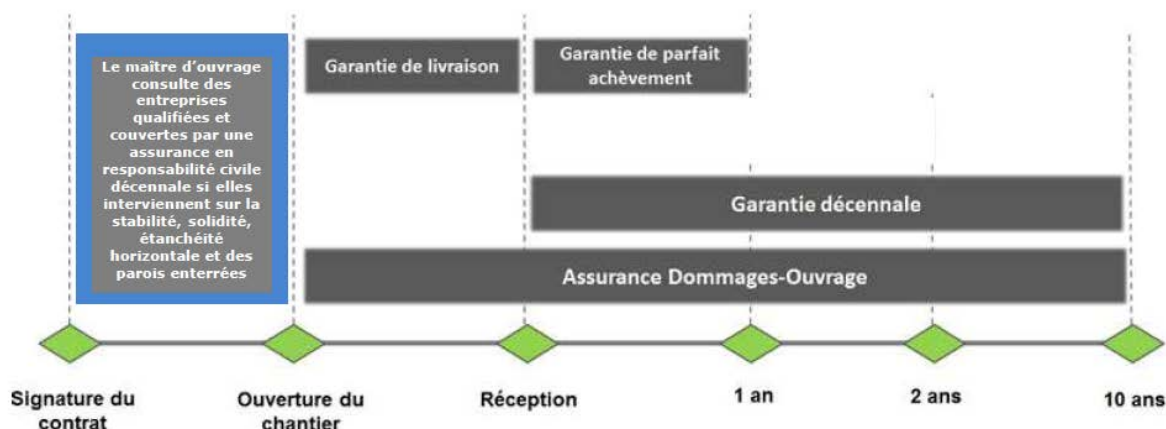 Le maître d’ouvrage
consulte des
entreprises
qualifiées et
couvertes par une
assurance en
responsabilité civile
décennale si elles
interviennent sur la
stabilité, solidité,
étanchéité
horizontale et des
parois enterrées
Garantie de livraison
Garantie de parfait
achèvement
Garantie décennale
Assurance Dommages-Ouvrage
Signature du
contrat
Ouverture du
chantier
Réception
1 an
2 ans
10 ans